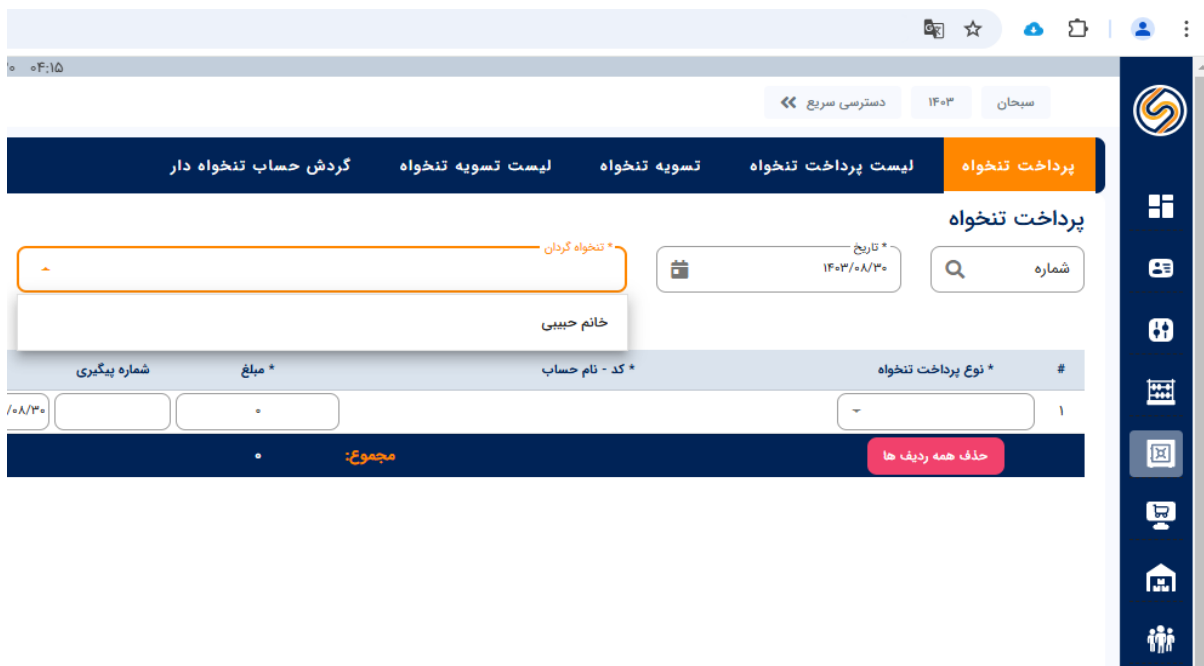 ۰۴:۱۵
سبحان ۱۴۰۳ دسترسی سریع
پرداخت تنخواه لیست پرداخت تنخواه تسویه تنخواه لیست تسویه تنخواه گردش حساب تنخواه دار
پرداخت تنخواه
* تاریخ * تنخواه گردان
شماره ۱۴۰۳/۰۸/۳۰
خانم حبیبی
# * نوع پرداخت تنخواه * کد - نام حساب * مبلغ شماره پیگیری
۱ ۰ /۰۸/۳۰
حذف همه ردیف ها مجموع: ۰